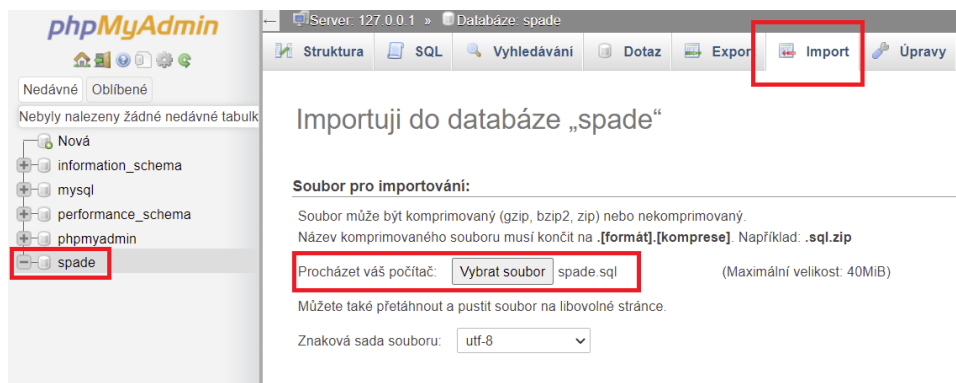 phpMyAdmin
Nedávné Oblíbené
Nebyly nalezeny žádné nedávné tabulk
Nová
information_schema
mysql
performance_schema
phpmyadmin
spade
Server: 127.0.0.1 » Databáze: spade
Struktura SQL Vyhledávání Dotaz Expor Import Úpravy
Importuji do databáze „spade“
Soubor pro importování:
Soubor může být komprimovaný (gzip, bzip2, zip) nebo nekomprimovaný.
Název komprimovaného souboru musí končit na .[formát].[komprese]. Například: .sql.zip
Procházet váš počítač: Vybrat soubor spade.sql (Maximální velikost: 40MiB)
Můžete také přetáhnout a pustit soubor na libovolné stránce.
Znaková sada souboru: utf-8